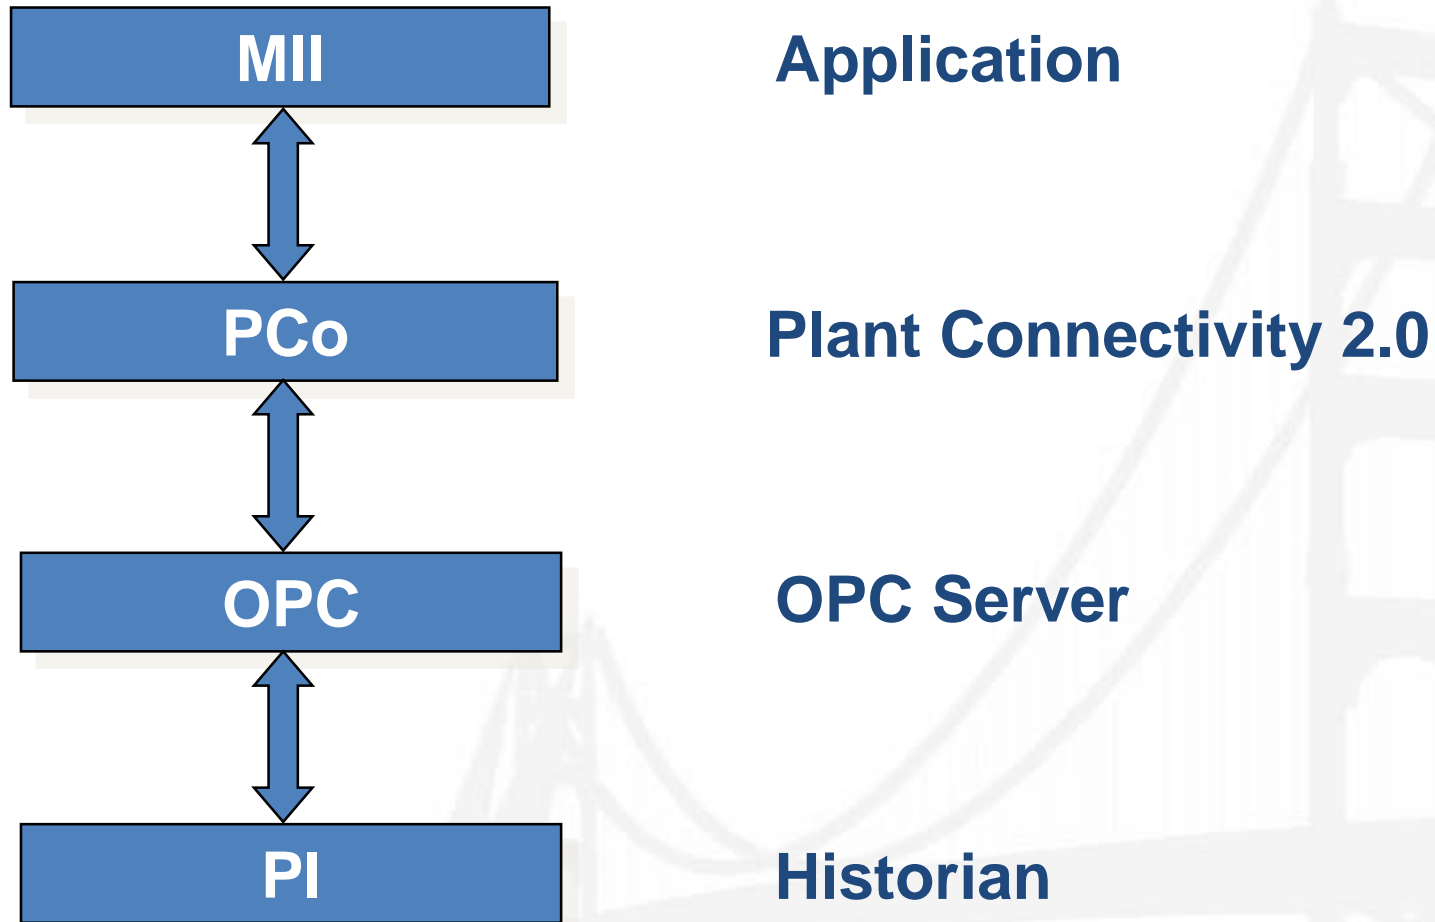 MII Application
PCo Plant Connectivity 2.0
OPC OPC Server
PI Historian